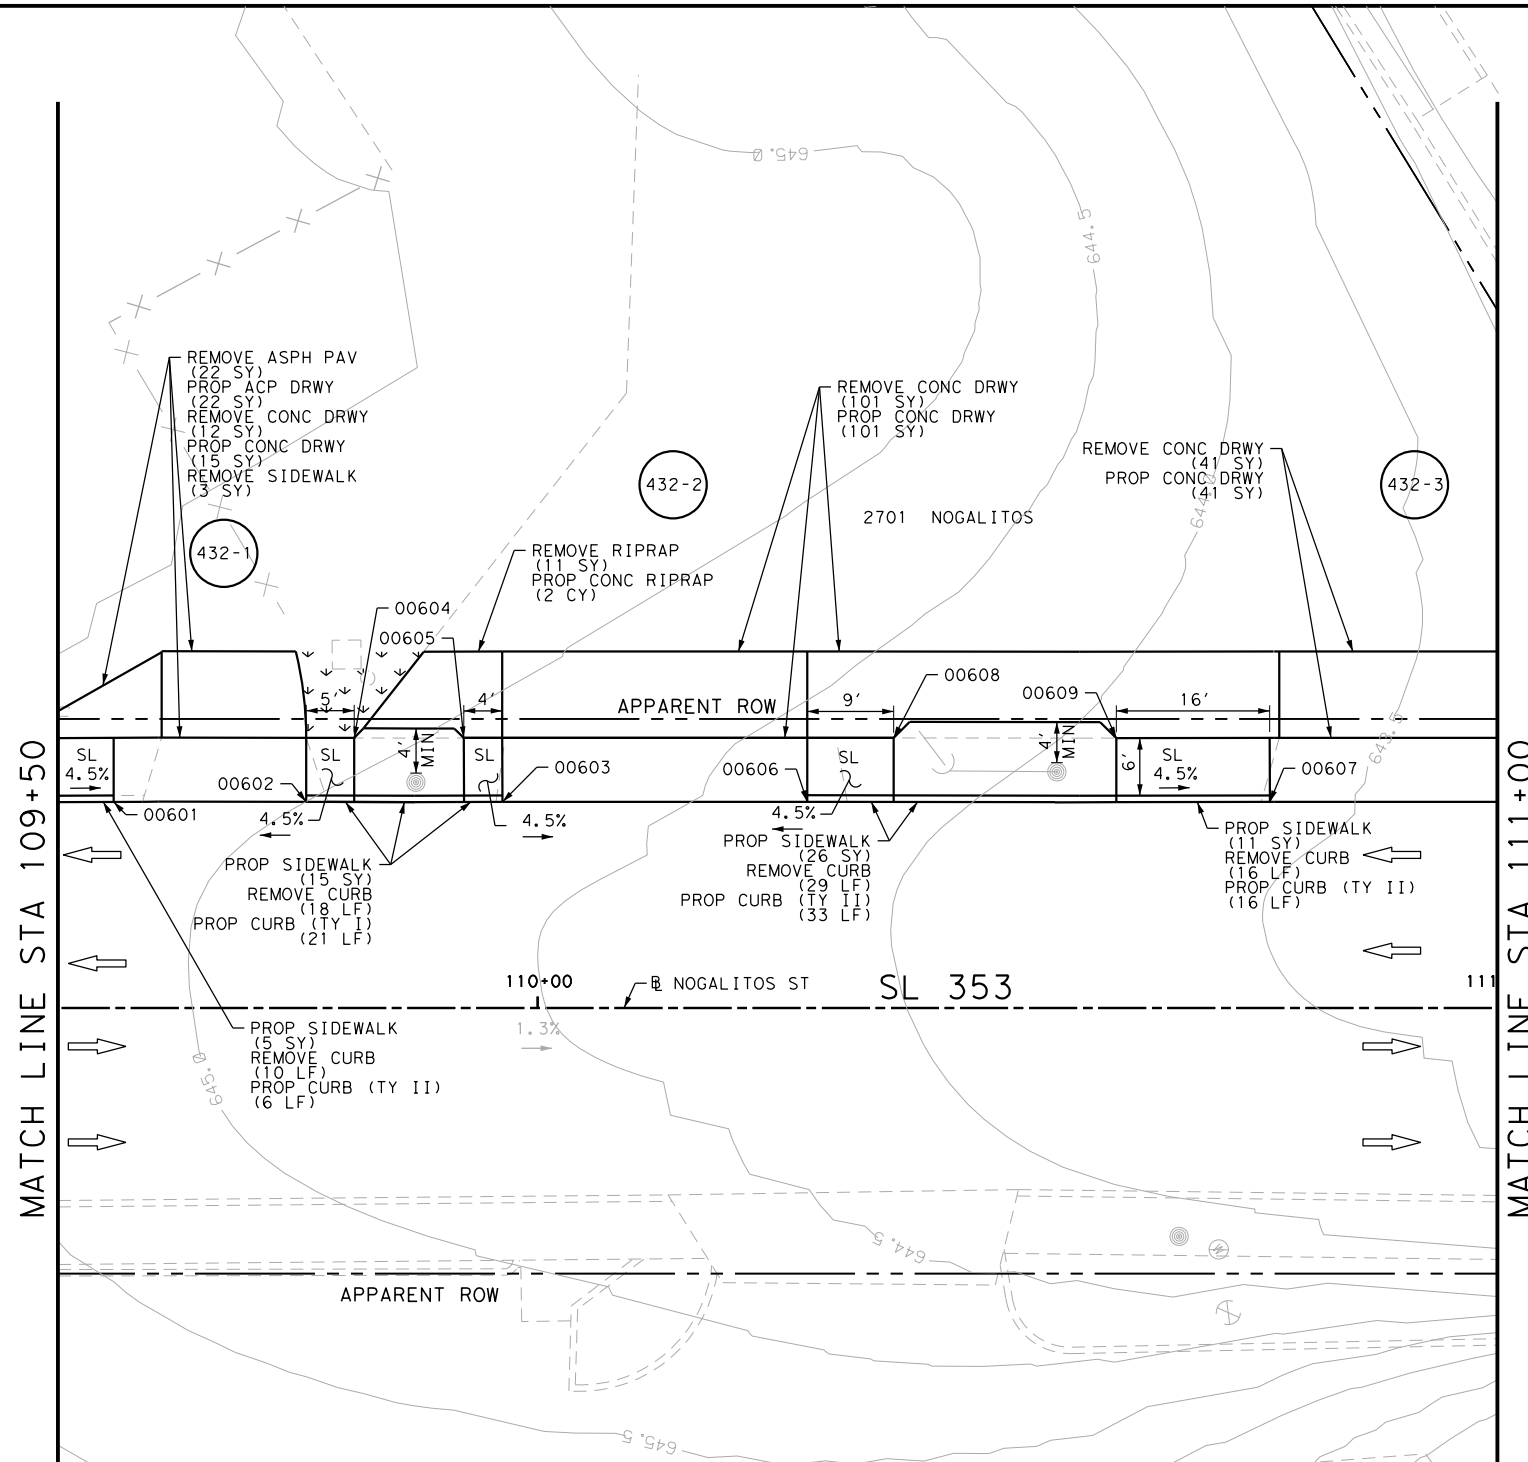 645.0
644.5
REMOVE ASPH PAV
(22 SY)
PROP ACP DRWY
(22 SY)
REMOVE CONC DRWY
(12 SY)
PROP CONC DRWY
(15 SY)
REMOVE SIDEWALK
(3 SY)
REMOVE CONC DRWY
(101 SY)
PROP CONC DRWY
(101 SY)
REMOVE CONC DRWY
(41 SY)
PROP CONC DRWY
(41 SY)
432-1
432-2
432-3
2701 NOGALITOS
644.0
REMOVE RIPRAP
(11 SY)
PROP CONC RIPRAP
(2 CY)
00604
00605
00608
00609
5'
4'
APPARENT ROW
9'
16'
643.5
SL
4.5%
SL
4'
MIN
SL
SL
4'
MIN
6'
SL
4.5%
00602
00603
00606
00607
00601
4.5%
4.5%
4.5%
PROP SIDEWALK
(15 SY)
REMOVE CURB
(18 LF)
PROP CURB (TY I)
(21 LF)
PROP SIDEWALK
(26 SY)
REMOVE CURB
(29 LF)
PROP CURB (TY II)
(33 LF)
PROP SIDEWALK
(11 SY)
REMOVE CURB
(16 LF)
PROP CURB (TY II)
(16 LF)
MATCH LINE STA 109+50
MATCH LINE STA 111+00
110+00
℄ NOGALITOS ST
SL 353
111
1.3%
PROP SIDEWALK
(5 SY)
REMOVE CURB
(10 LF)
PROP CURB (TY II)
(6 LF)
645.0
644.5
W
APPARENT ROW
645.5